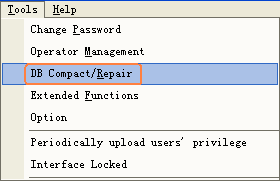 Tools Help
Change Password
Operator Management
DB Compact/Repair
Extended Functions
Option
Periodically upload users' privilege
Interface Locked